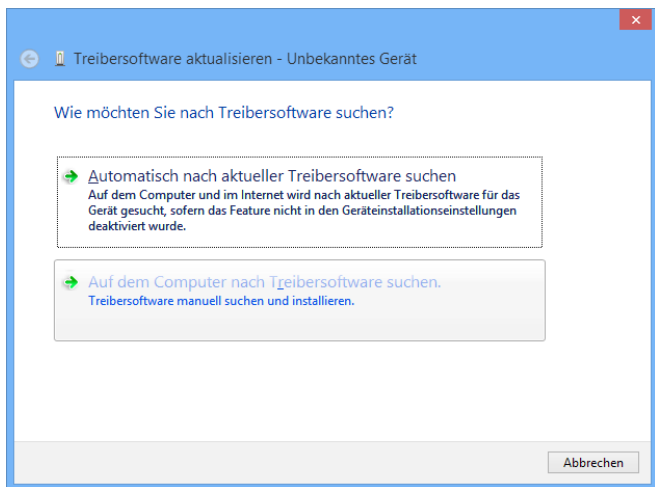 Treibersoftware aktualisieren - Unbekanntes Gerät
Wie möchten Sie nach Treibersoftware suchen?
Automatisch nach aktueller Treibersoftware suchen
Auf dem Computer und im Internet wird nach aktueller Treibersoftware für das
Gerät gesucht, sofern das Feature nicht in den Geräteinstallationseinstellungen
deaktiviert wurde.
Auf dem Computer nach Treibersoftware suchen.
Treibersoftware manuell suchen und installieren.
Abbrechen